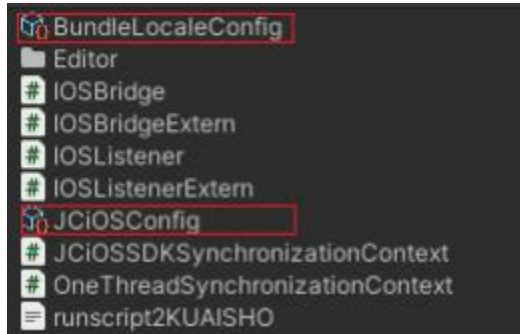 BundleLocaleConfig
Editor
IOSBridge
IOSBridgeExtern
IOSListener
IOSListenerExtern
JCiOSConfig
JCiOSSDKSynchronizationContext
OneThreadSynchronizationContext
runscript2KUAISHO